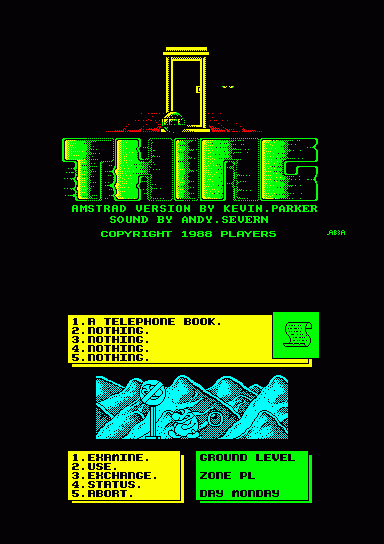 THING
AMSTRAD VERSION BY KEVIN.PARKER
SOUND BY ANDY.SEVERN
COPYRIGHT 1988 PLAYERS
1.A TELEPHONE BOOK.
2.NOTHING.
3.NOTHING.
4.NOTHING.
5.NOTHING.
1.EXAMINE.
2.USE.
3.EXCHANGE.
4.STATUS.
5.ABORT.
GROUND LEVEL
ZONE PL
DAY MONDAY